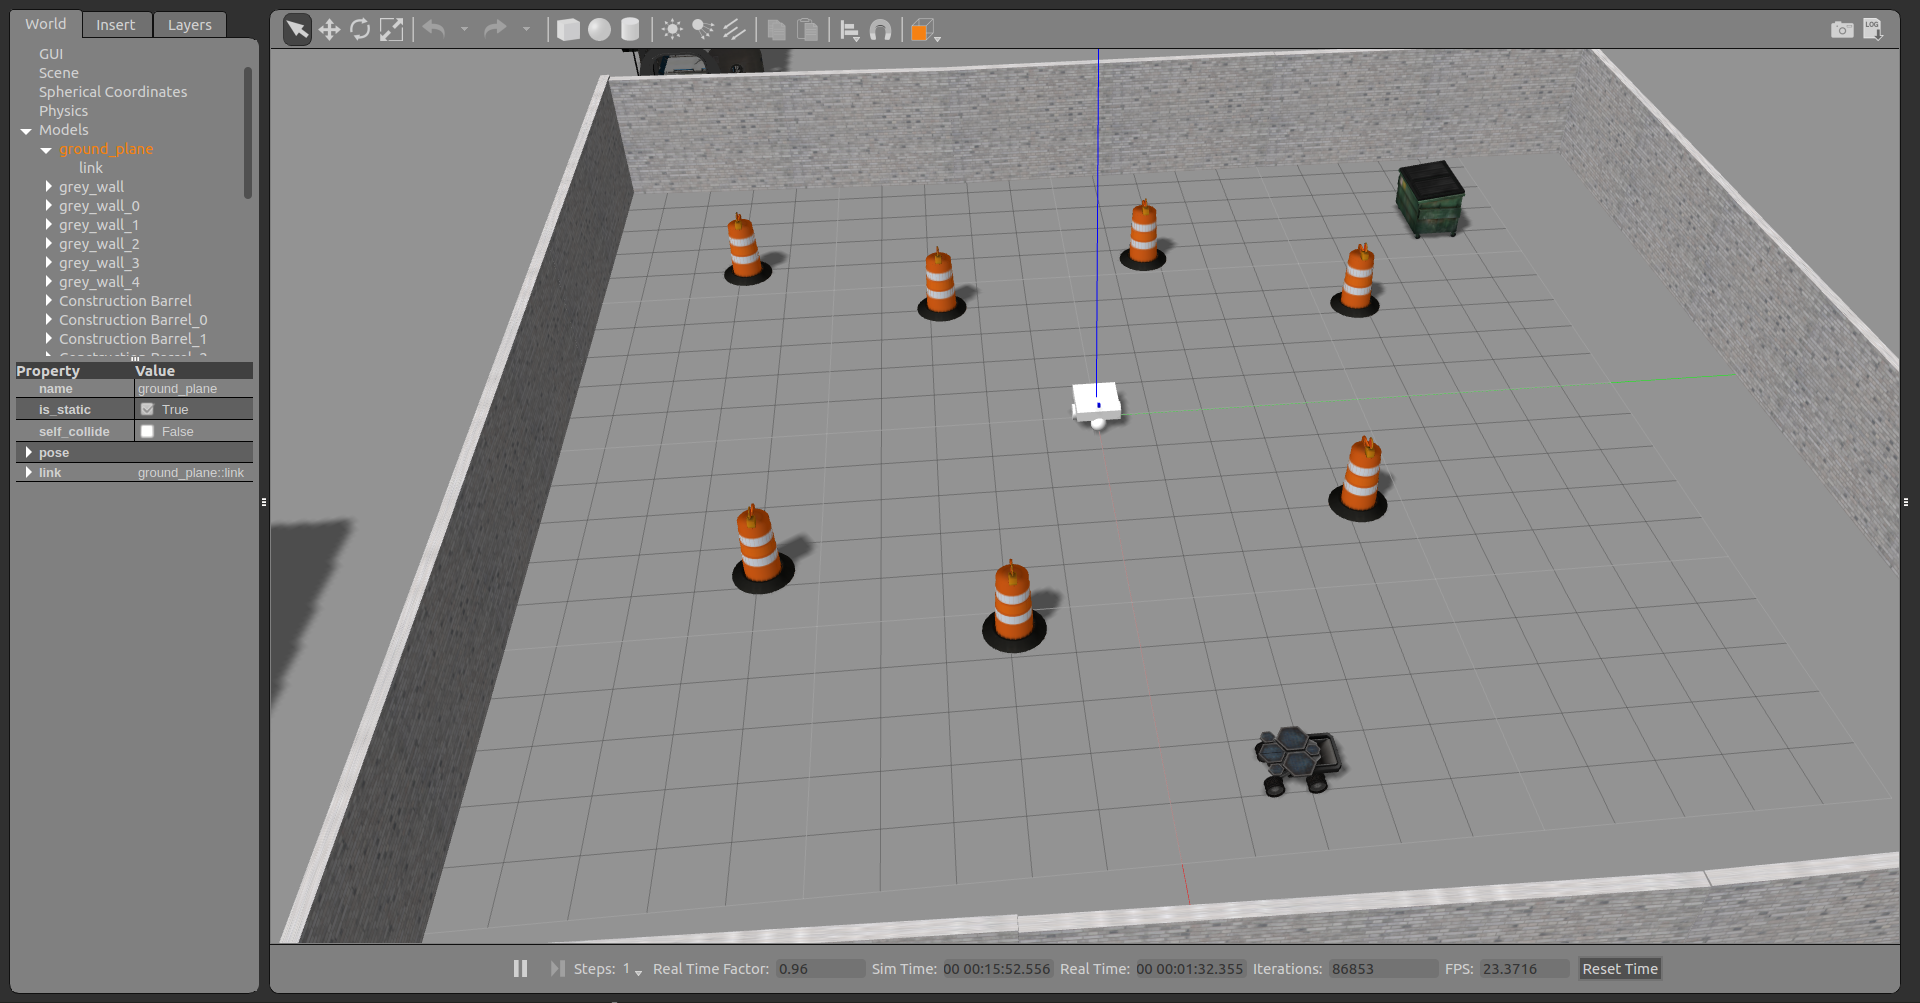 World Insert Layers
GUI
Scene
Spherical Coordinates
Physics
Models
ground_plane
link
grey_wall
grey_wall_0
grey_wall_1
grey_wall_2
grey_wall_3
grey_wall_4
Construction Barrel
Construction Barrel_0
Construction Barrel_1
Property Value
name ground_plane
is_static True
self_collide False
pose
link ground_plane::link
LOG
Steps: 1 Real Time Factor: 0.96 Sim Time: 00 00:15:52.556 Real Time: 00 00:01:32.355 Iterations: 86853 FPS: 23.3716 Reset Time